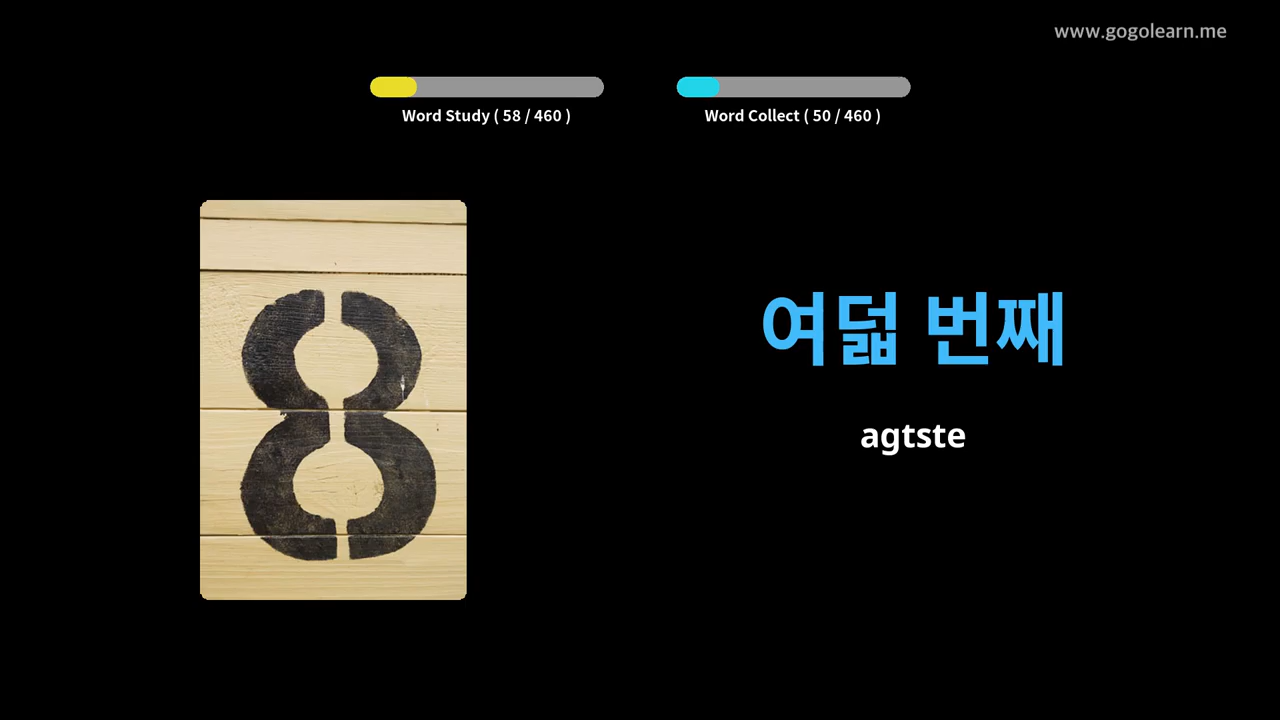 www.gogolearn.me
Word Study ( 58 / 460 )
Word Collect ( 50 / 460 )
8
여덟 번째
agtste